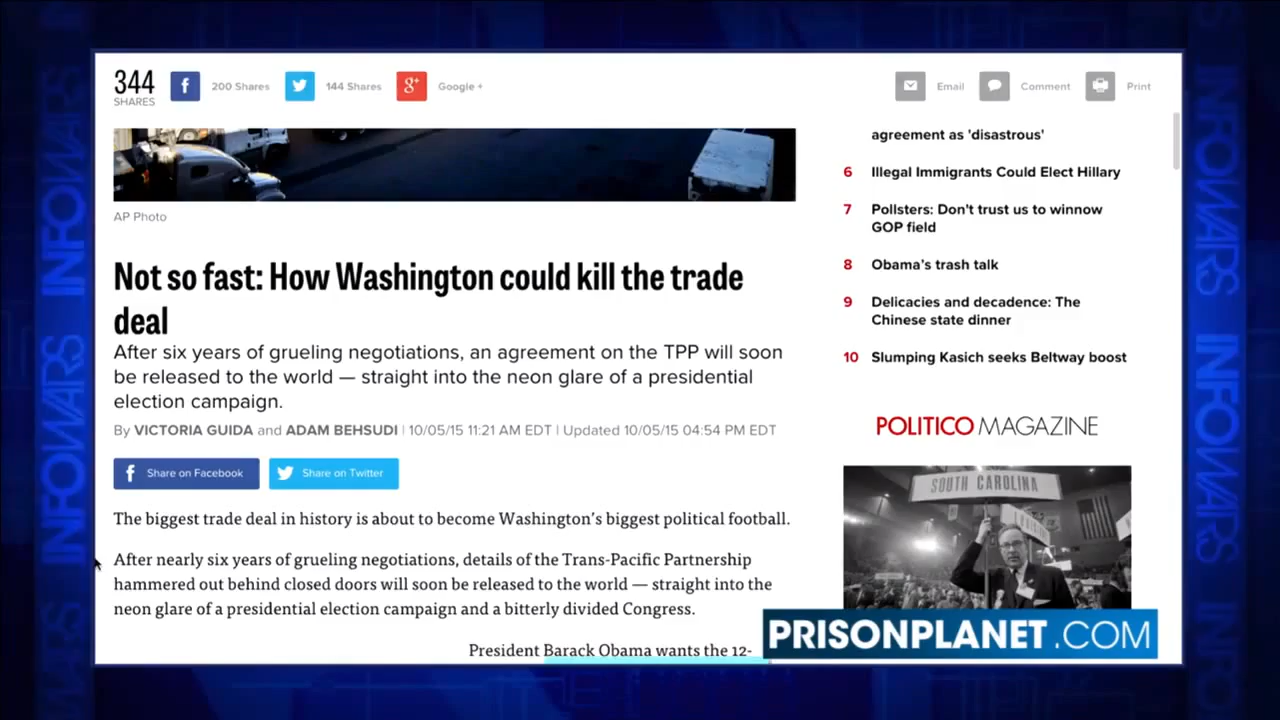 344
SHARES
200 Shares
144 Shares
Google +
Email
Comment
Print
AP Photo
Not so fast: How Washington could kill the trade
deal
After six years of grueling negotiations, an agreement on the TPP will soon
be released to the world — straight into the neon glare of a presidential
election campaign.
By VICTORIA GUIDA and ADAM BEHSUDI | 10/05/15 11:21 AM EDT | Updated 10/05/15 04:54 PM EDT
Share on Facebook
Share on Twitter
The biggest trade deal in history is about to become Washington's biggest political football.
After nearly six years of grueling negotiations, details of the Trans-Pacific Partnership
hammered out behind closed doors will soon be released to the world — straight into the
neon glare of a presidential election campaign and a bitterly divided Congress.
President Barack Obama wants the 12-
agreement as 'disastrous'
6 Illegal Immigrants Could Elect Hillary
7 Pollsters: Don't trust us to winnow
GOP field
8 Obama's trash talk
9 Delicacies and decadence: The
Chinese state dinner
10 Slumping Kasich seeks Beltway boost
POLITICO MAGAZINE
SOUTH CAROLINA
PRISONPLANET.COM
INFOWARS
INFOWARS
INFOWARS
INFOWARS